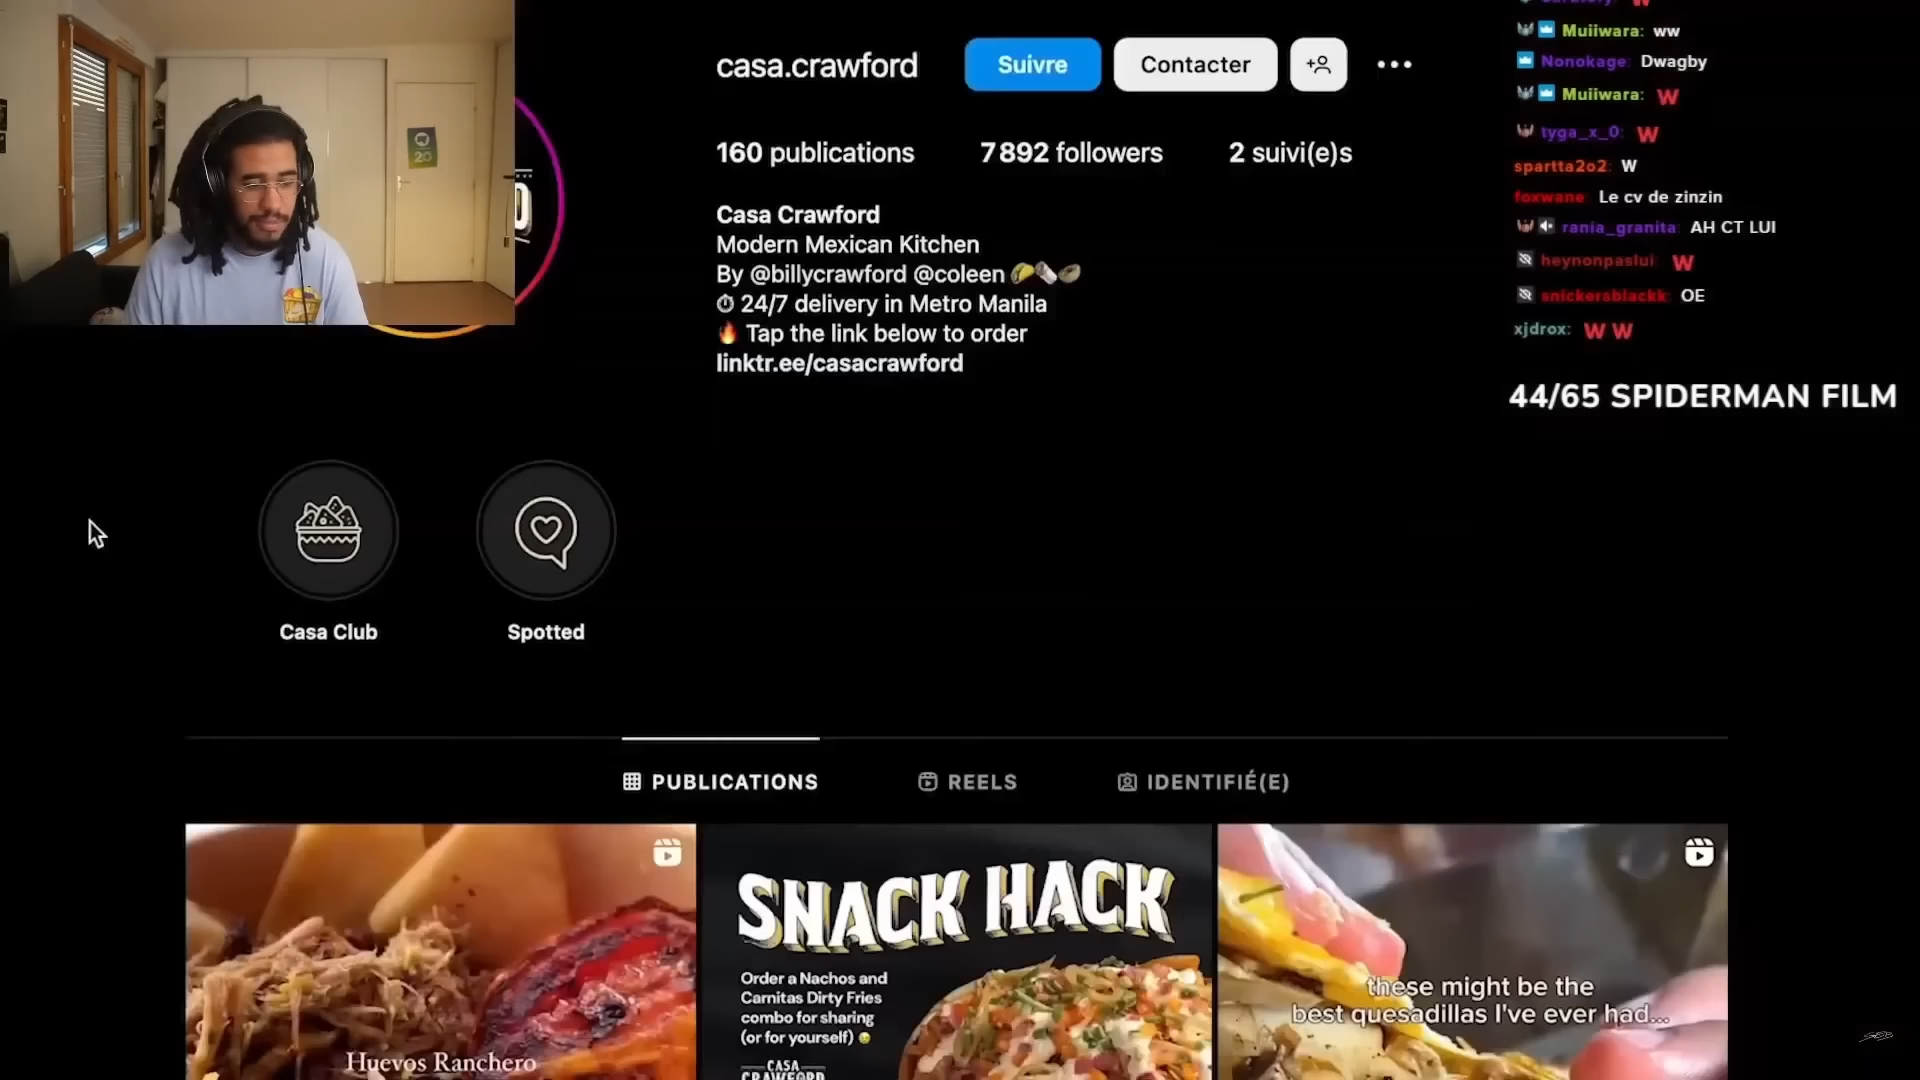 casa.crawford
Suivre
Contacter
160 publications
7 892 followers
2 suivi(e)s
Casa Crawford
Modern Mexican Kitchen
By @billycrawford @coleen 🌮🌯🥙
⏱ 24/7 delivery in Metro Manila
🔥 Tap the link below to order
linktr.ee/casacrawford
Casa Club
Spotted
PUBLICATIONS
REELS
IDENTIFIÉ(E)
Huevos Ranchero
SNACK HACK
Order a Nachos and
Carnitas Dirty Fries
combo for sharing
(or for yourself)
CASA
CRAWFORD
these might be the
best quesadillas I've ever had...
20
Muiiwara: ww
Nonokage: Dwagby
Muiiwara: W
tyga_x_0: W
spartta2o2: W
foxwane: Le cv de zinzin
rania_granita: AH CT LUI
heynonpaslui: W
snickersblackk: OE
xjdrox: W W
44/65 SPIDERMAN FILM